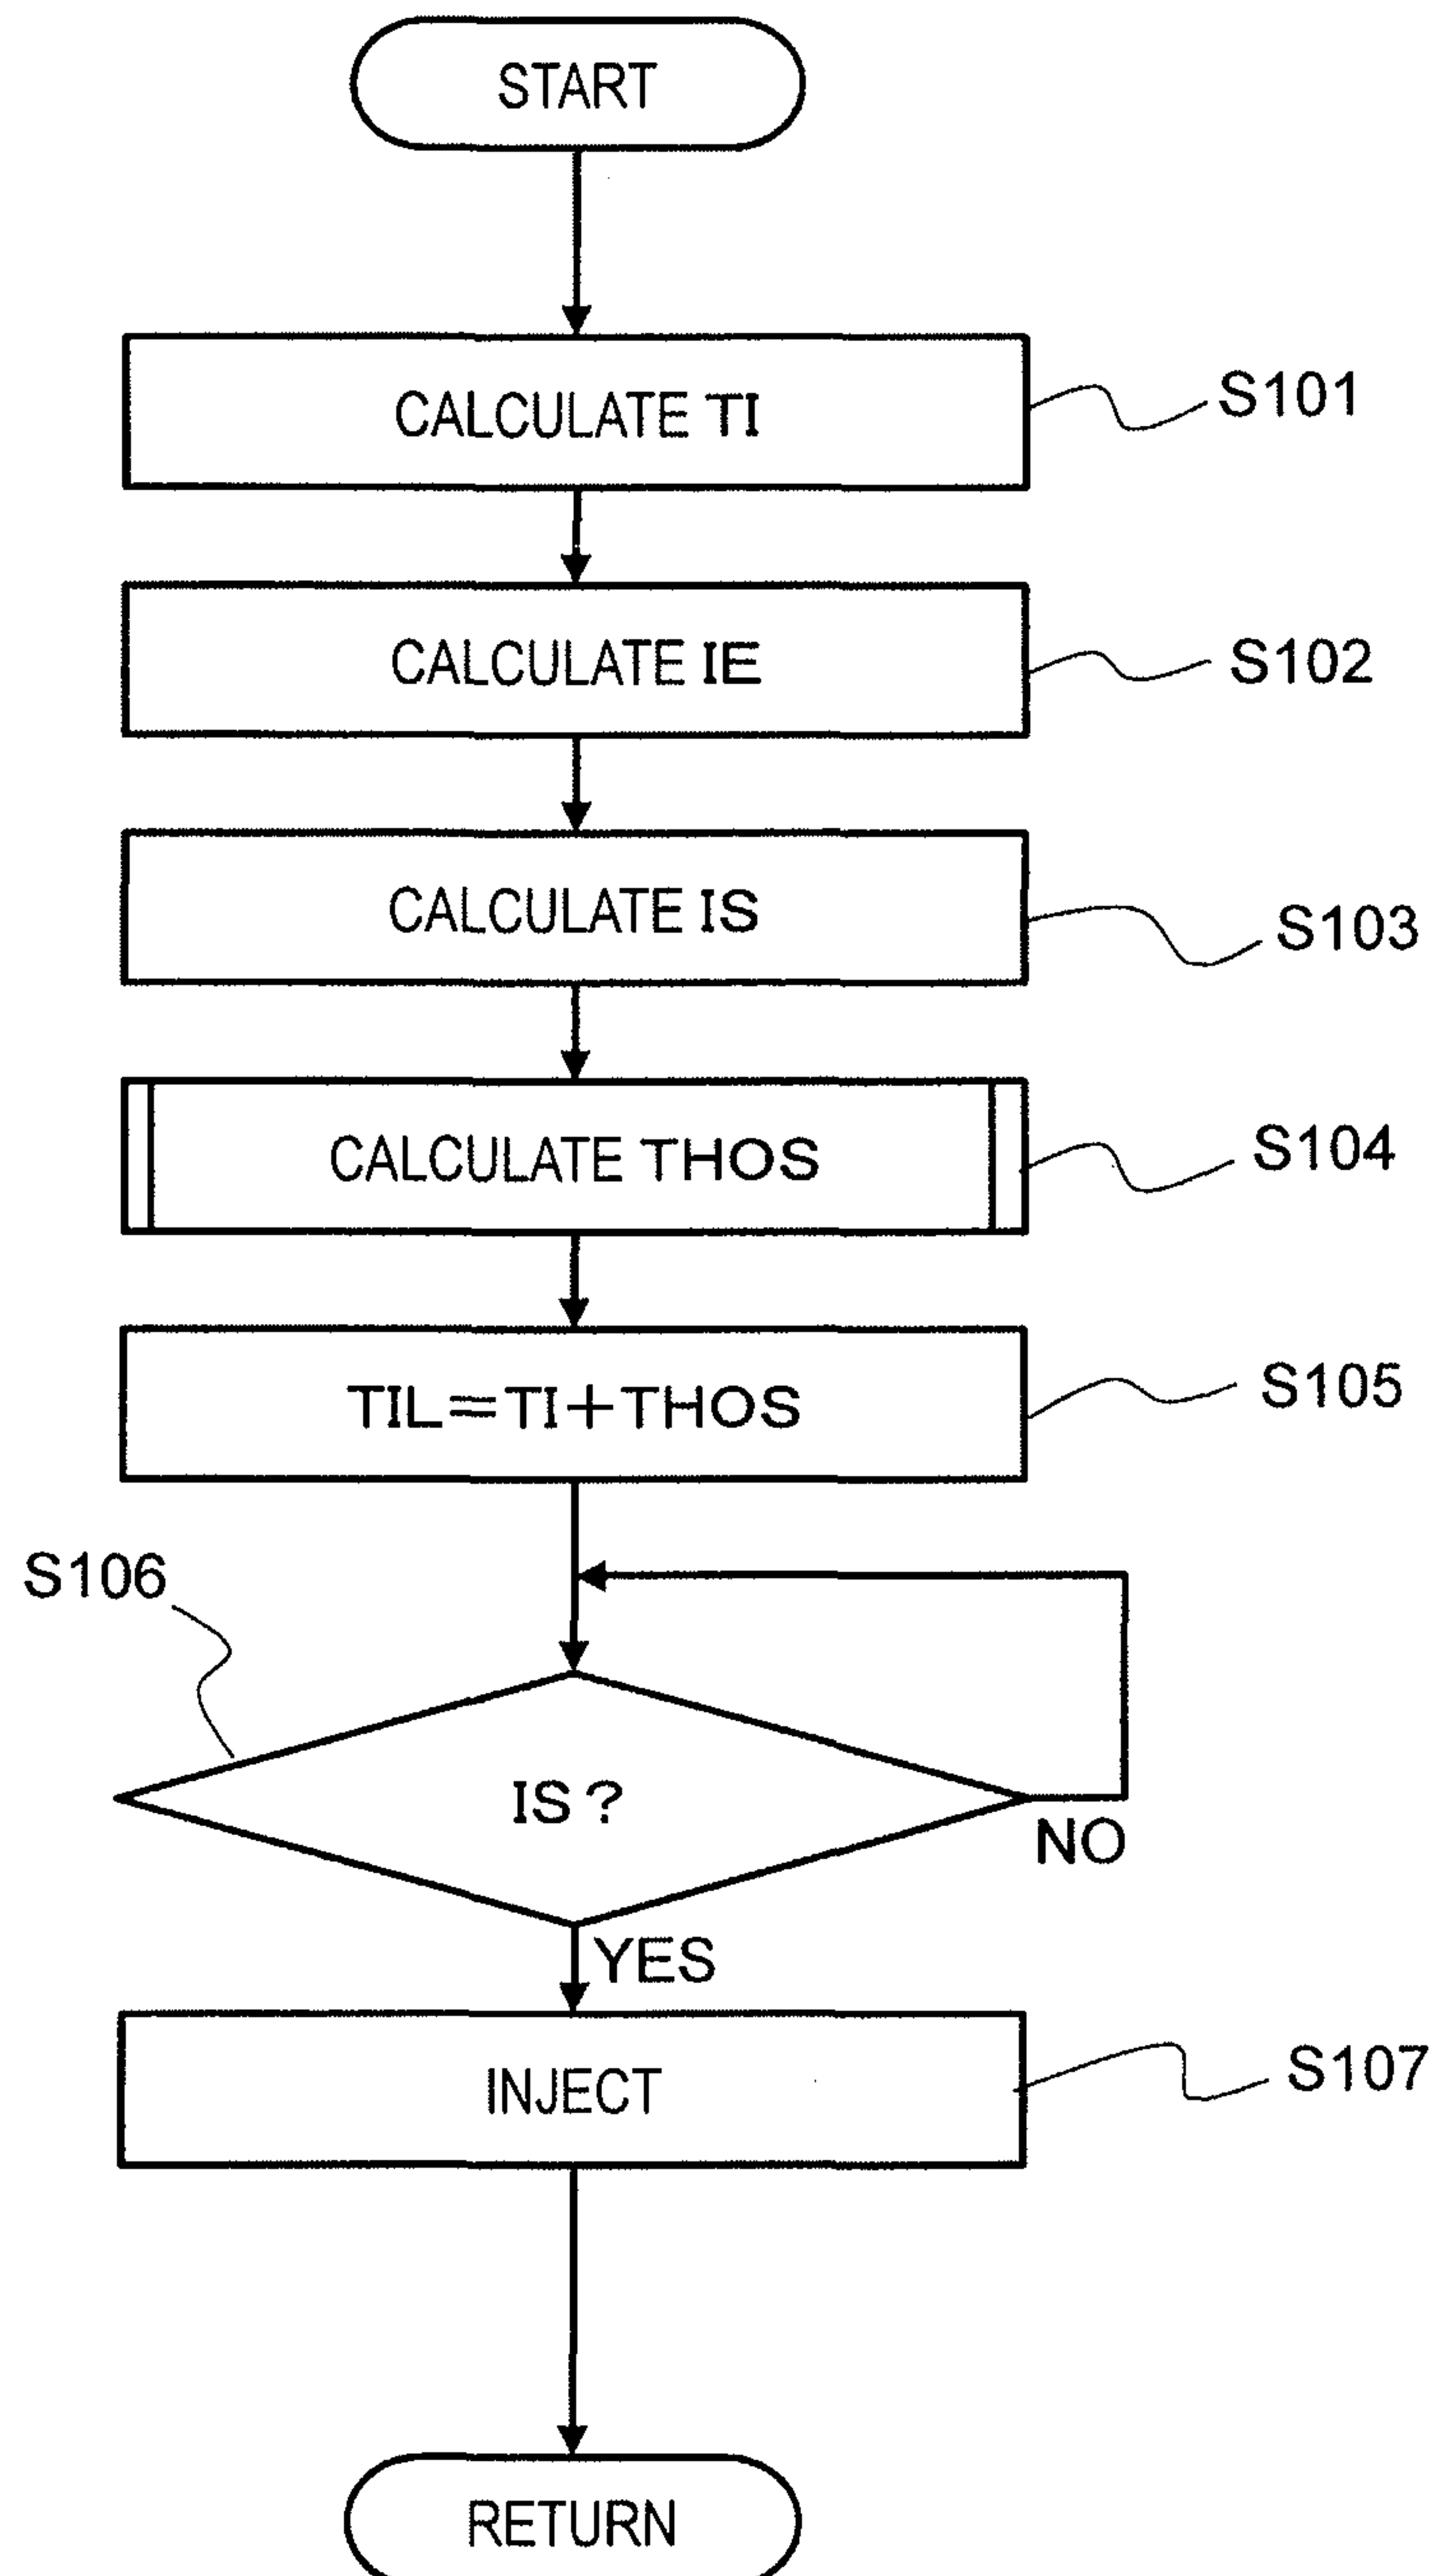 START
CALCULATE TI
S101
CALCULATE IE
S102
CALCULATE IS
S103
CALCULATE THOS
S104
TIL=TI+THOS
S105
S106
IS?
NO
YES
INJECT
S107
RETURN